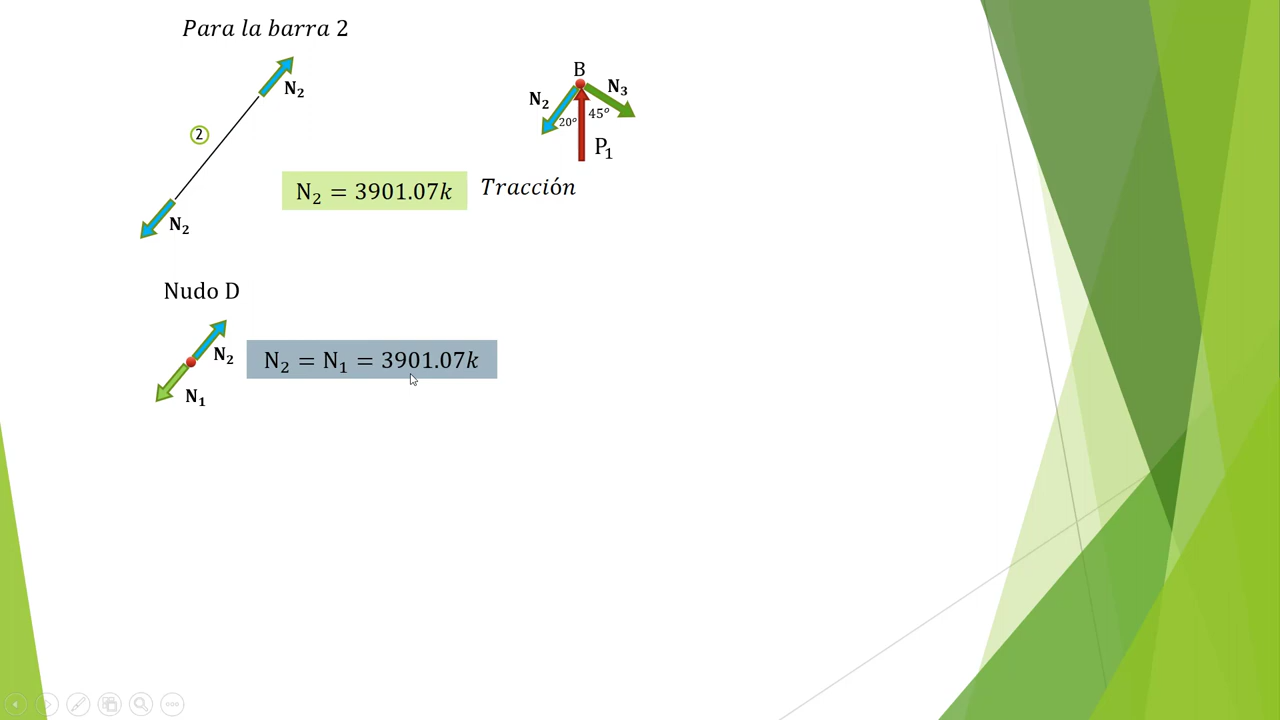 Para la barra 2
N₂
②
N₂
N₂ = 3901.07k
B
N₂
N₃
20°
45°
P₁
Tracción
Nudo D
N₂
N₁
N₂ = N₁ = 3901.07k